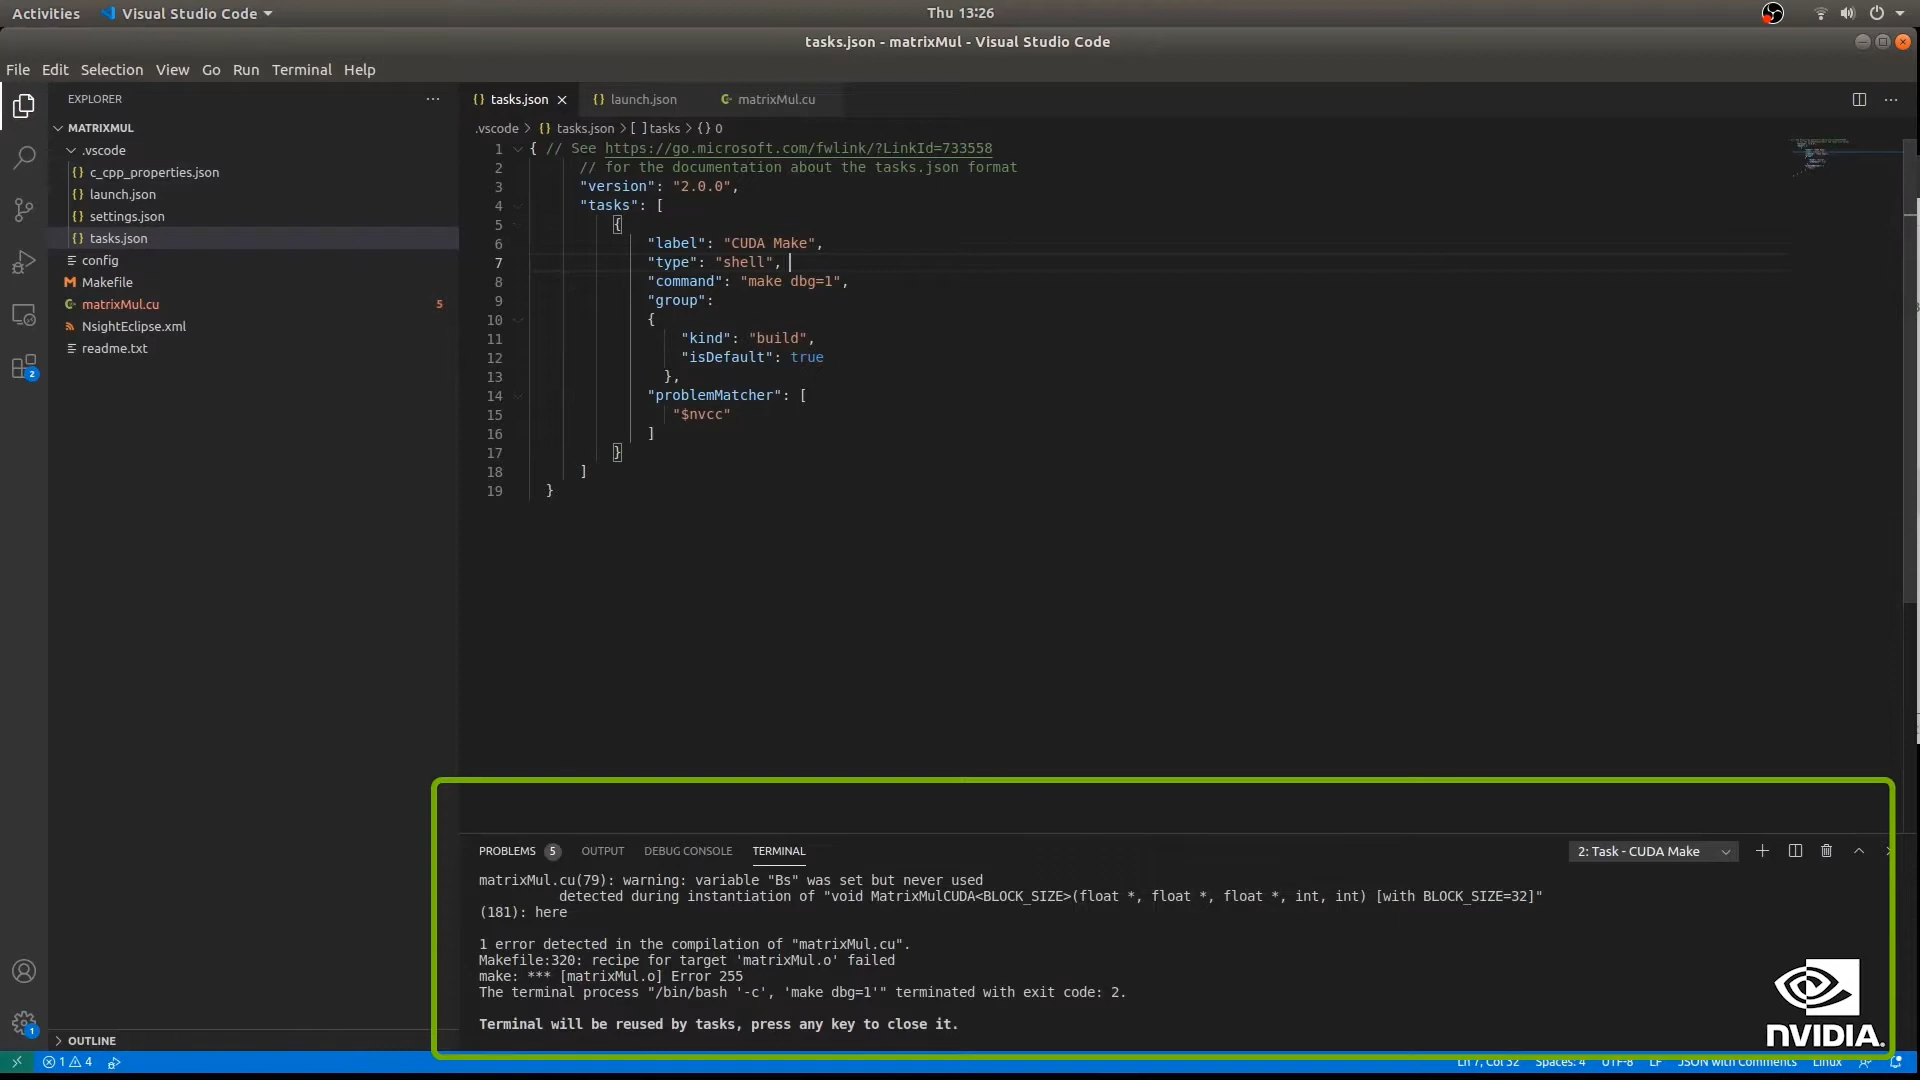 Activities Visual Studio Code Thu 13:26
tasks.json - matrixMul - Visual Studio Code
File Edit Selection View Go Run Terminal Help
EXPLORER
MATRIXMUL
.vscode
c_cpp_properties.json
launch.json
settings.json
tasks.json
config
Makefile
matrixMul.cu 5
NsightEclipse.xml
readme.txt
2
1
OUTLINE
tasks.json launch.json matrixMul.cu
.vscode > {} tasks.json > [ ] tasks > {} 0
1 { // See https://go.microsoft.com/fwlink/?LinkId=733558
2 // for the documentation about the tasks.json format
3 "version": "2.0.0",
4 "tasks": [
5 {
6 "label": "CUDA Make",
7 "type": "shell",
8 "command": "make dbg=1",
9 "group":
10 {
11 "kind": "build",
12 "isDefault": true
13 },
14 "problemMatcher": [
15 "$nvcc"
16 ]
17 }
18 ]
19 }
PROBLEMS 5 OUTPUT DEBUG CONSOLE TERMINAL 2: Task - CUDA Make
matrixMul.cu(79): warning: variable "Bs" was set but never used
detected during instantiation of "void MatrixMulCUDA<BLOCK_SIZE>(float *, float *, float *, int, int) [with BLOCK_SIZE=32]"
(181): here
1 error detected in the compilation of "matrixMul.cu".
Makefile:320: recipe for target 'matrixMul.o' failed
make: *** [matrixMul.o] Error 255
The terminal process "/bin/bash '-c', 'make dbg=1'" terminated with exit code: 2.
Terminal will be reused by tasks, press any key to close it.
NVIDIA.
1 4 Ln 7, Col 32 Spaces: 4 UTF-8 LF JSON with Comments Linux